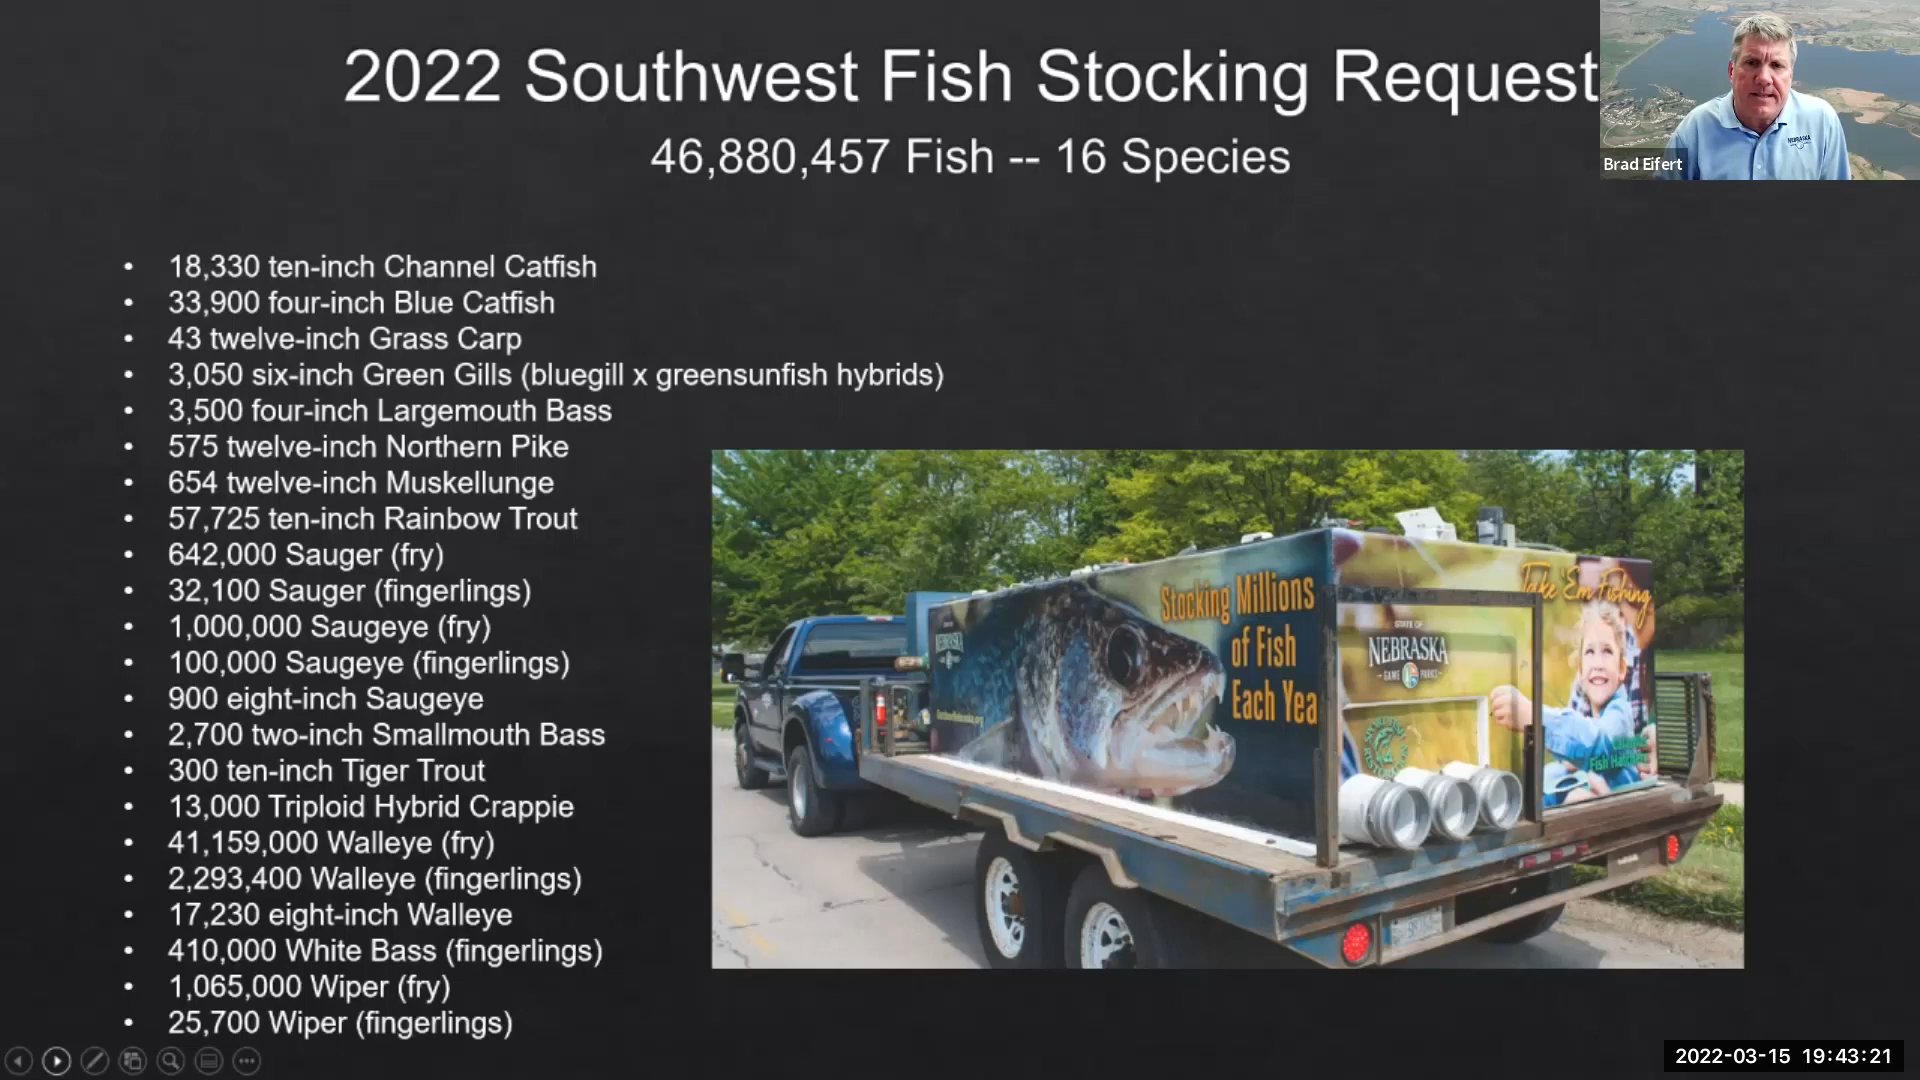 2022 Southwest Fish Stocking Request
46,880,457 Fish -- 16 Species
Brad Eifert
NEBRASKA
• 18,330 ten-inch Channel Catfish
• 33,900 four-inch Blue Catfish
• 43 twelve-inch Grass Carp
• 3,050 six-inch Green Gills (bluegill x greensunfish hybrids)
• 3,500 four-inch Largemouth Bass
• 575 twelve-inch Northern Pike
• 654 twelve-inch Muskellunge
• 57,725 ten-inch Rainbow Trout
• 642,000 Sauger (fry)
• 32,100 Sauger (fingerlings)
• 1,000,000 Saugeye (fry)
• 100,000 Saugeye (fingerlings)
• 900 eight-inch Saugeye
• 2,700 two-inch Smallmouth Bass
• 300 ten-inch Tiger Trout
• 13,000 Triploid Hybrid Crappie
• 41,159,000 Walleye (fry)
• 2,293,400 Walleye (fingerlings)
• 17,230 eight-inch Walleye
• 410,000 White Bass (fingerlings)
• 1,065,000 Wiper (fry)
• 25,700 Wiper (fingerlings)
Stocking Millions
of Fish
Each Yea
NEBRASKA
STATE OF
NEBRASKA
GAME PARKS
Take 'Em Fishing
2022-03-15 19:43:21